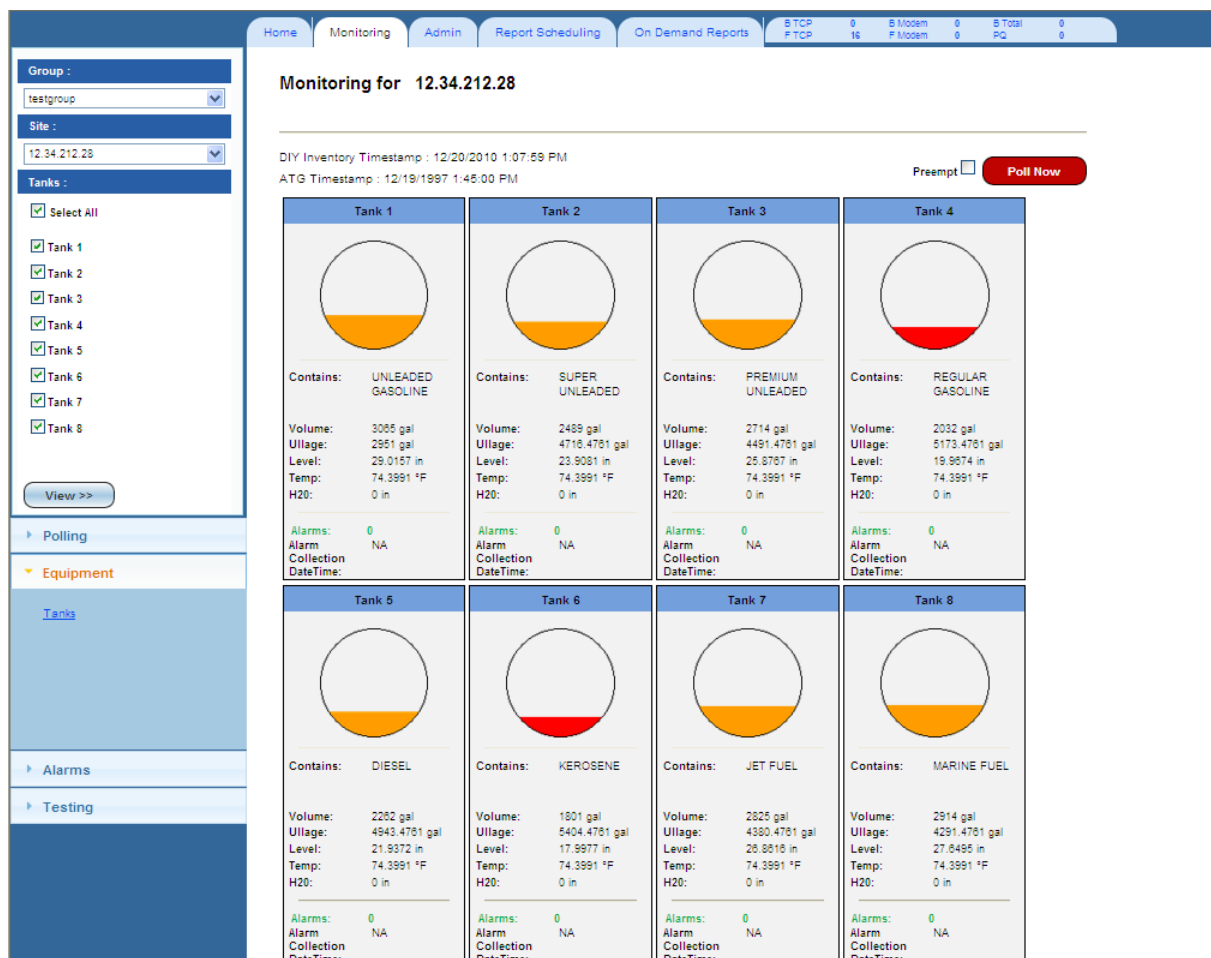 Home Monitoring Admin Report Scheduling On Demand Reports
B TCP 0 B Modem 0 B Total 0
F TCP 16 F Modem 0 PQ 0
Group :
testgroup
Site :
12.34.212.28
Tanks :
Select All
Tank 1
Tank 2
Tank 3
Tank 4
Tank 5
Tank 6
Tank 7
Tank 8
View >>
Polling
Equipment
Tanks
Alarms
Testing
Monitoring for 12.34.212.28
DIY Inventory Timestamp : 12/20/2010 1:07:59 PM
ATG Timestamp : 12/19/1997 1:45:00 PM
Preempt
Poll Now
Tank 1
Contains: UNLEADED
GASOLINE
Volume: 3065 gal
Ullage: 2951 gal
Level: 29.0157 in
Temp: 74.3991 °F
H20: 0 in
Alarms: 0
Alarm NA
Collection
DateTime:
Tank 2
Contains: SUPER
UNLEADED
Volume: 2489 gal
Ullage: 4716.4761 gal
Level: 23.9081 in
Temp: 74.3991 °F
H20: 0 in
Alarms: 0
Alarm NA
Collection
DateTime:
Tank 3
Contains: PREMIUM
UNLEADED
Volume: 2714 gal
Ullage: 4491.4761 gal
Level: 25.8767 in
Temp: 74.3991 °F
H20: 0 in
Alarms: 0
Alarm NA
Collection
DateTime:
Tank 4
Contains: REGULAR
GASOLINE
Volume: 2032 gal
Ullage: 5173.4761 gal
Level: 19.9674 in
Temp: 74.3991 °F
H20: 0 in
Alarms: 0
Alarm NA
Collection
DateTime:
Tank 5
Contains: DIESEL
Volume: 2262 gal
Ullage: 4943.4761 gal
Level: 21.9372 in
Temp: 74.3991 °F
H20: 0 in
Alarms: 0
Alarm NA
Collection
DateTime:
Tank 6
Contains: KEROSENE
Volume: 1801 gal
Ullage: 5404.4761 gal
Level: 17.9977 in
Temp: 74.3991 °F
H20: 0 in
Alarms: 0
Alarm NA
Collection
DateTime:
Tank 7
Contains: JET FUEL
Volume: 2825 gal
Ullage: 4380.4761 gal
Level: 26.8616 in
Temp: 74.3991 °F
H20: 0 in
Alarms: 0
Alarm NA
Collection
DateTime:
Tank 8
Contains: MARINE FUEL
Volume: 2914 gal
Ullage: 4291.4761 gal
Level: 27.6495 in
Temp: 74.3991 °F
H20: 0 in
Alarms: 0
Alarm NA
Collection
DateTime: